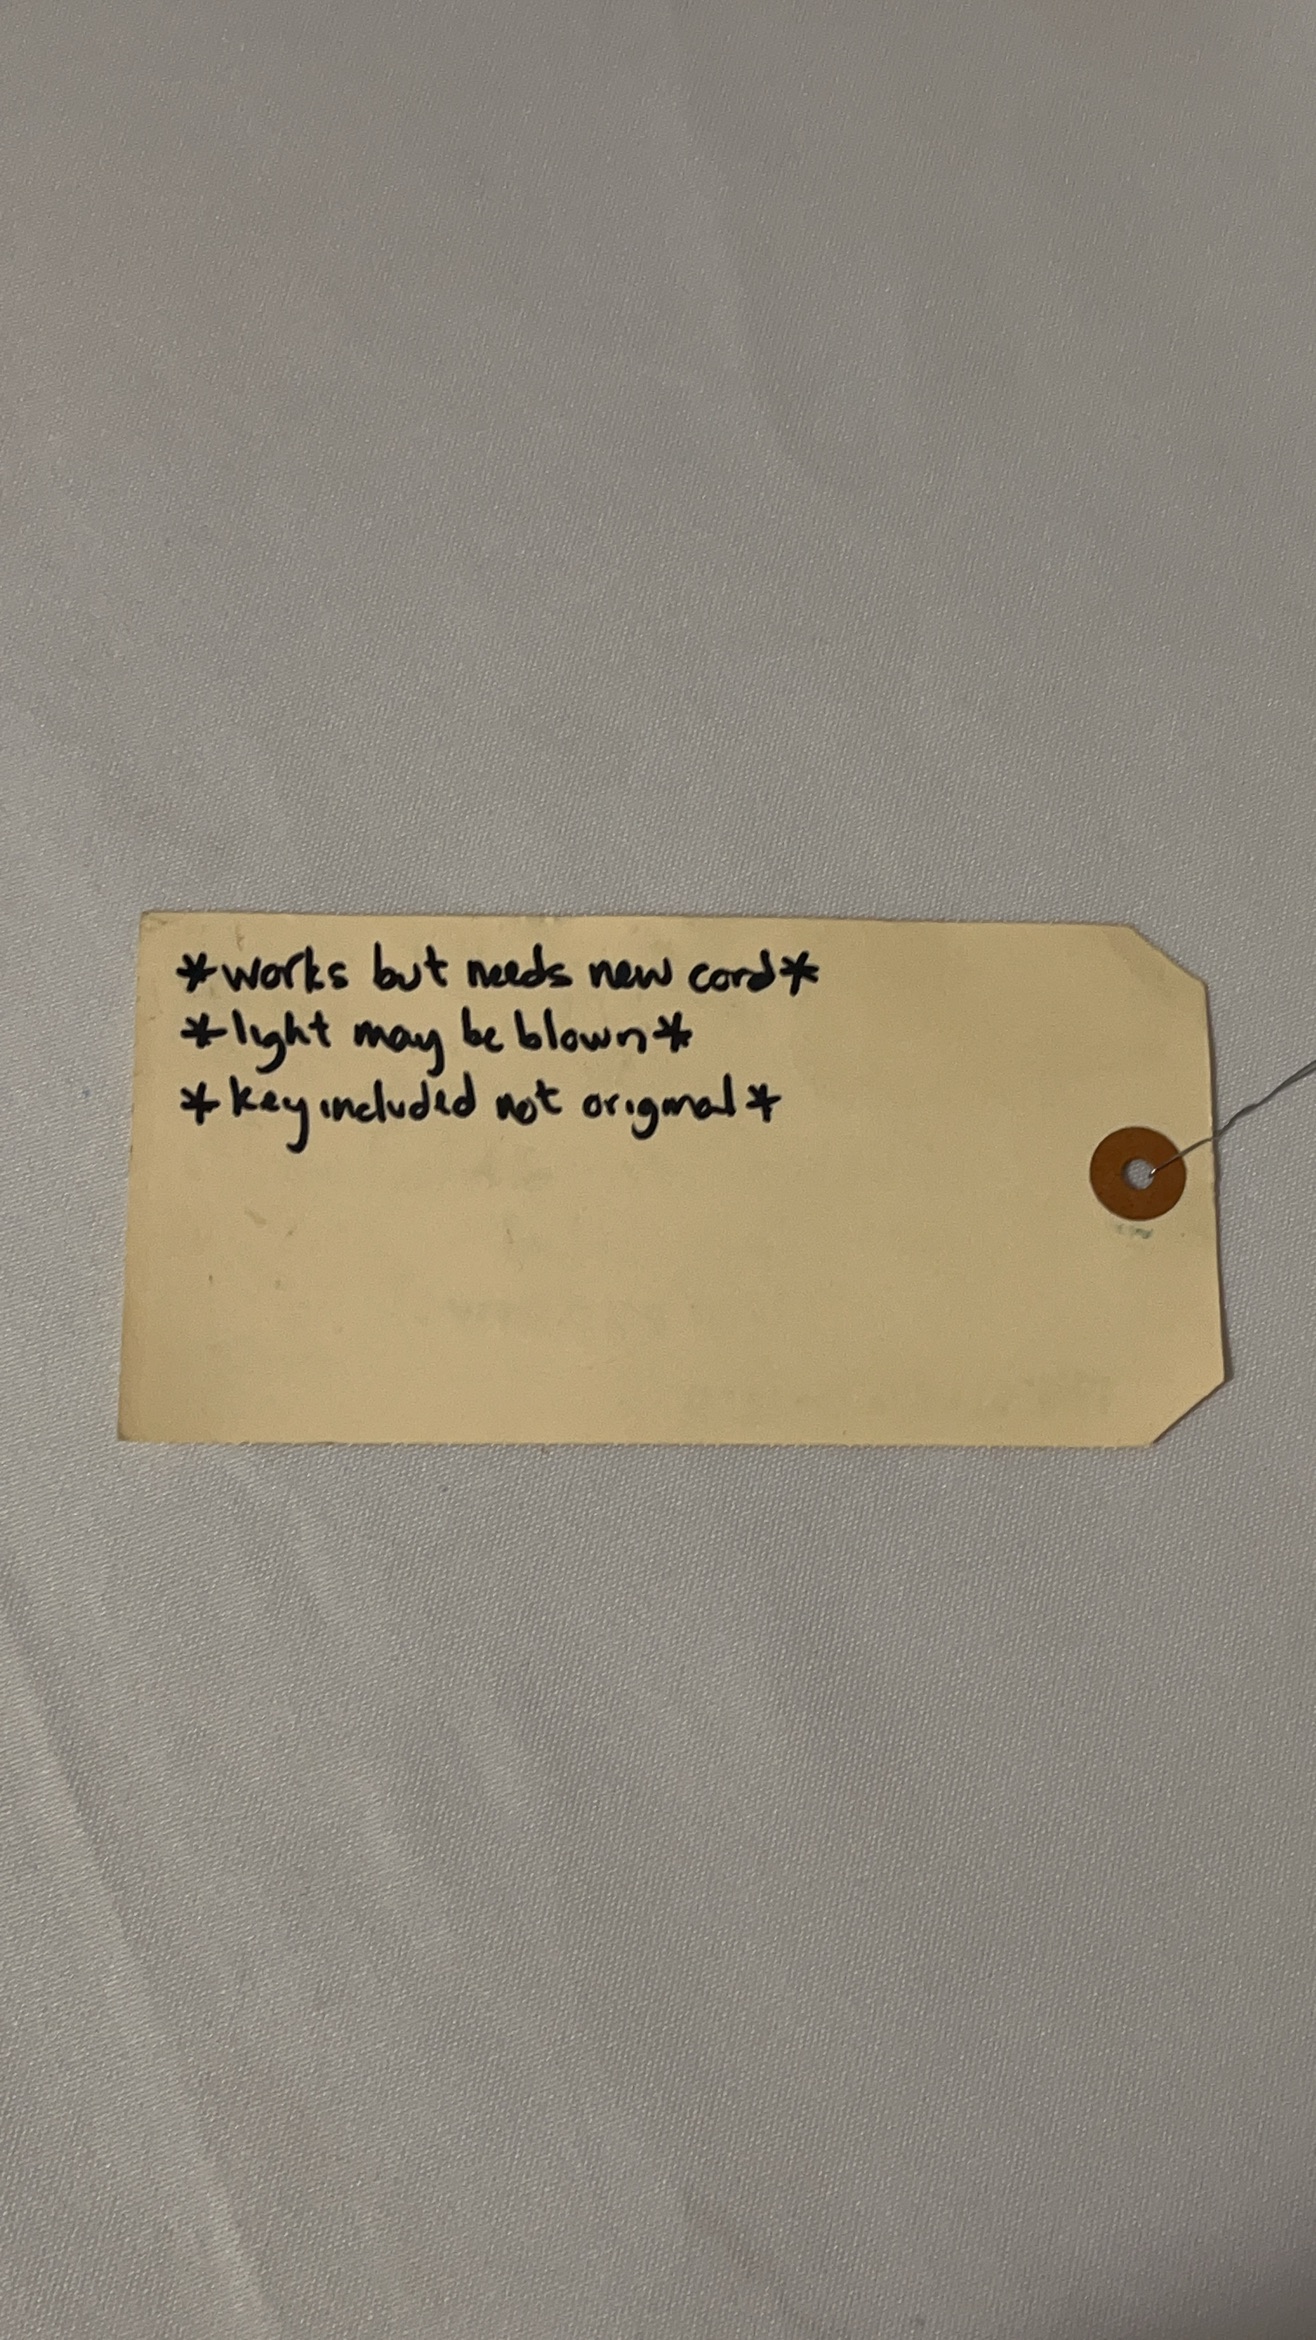 *works but needs new cord*
*light may be blown*
*key included not original*